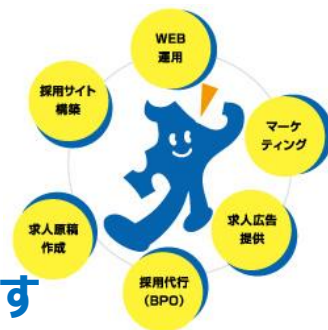 WEB
運用
マーケ
ティング
求人広告
提供
採用代行
(BPO)
求人原稿
作成
採用サイト
構築
す